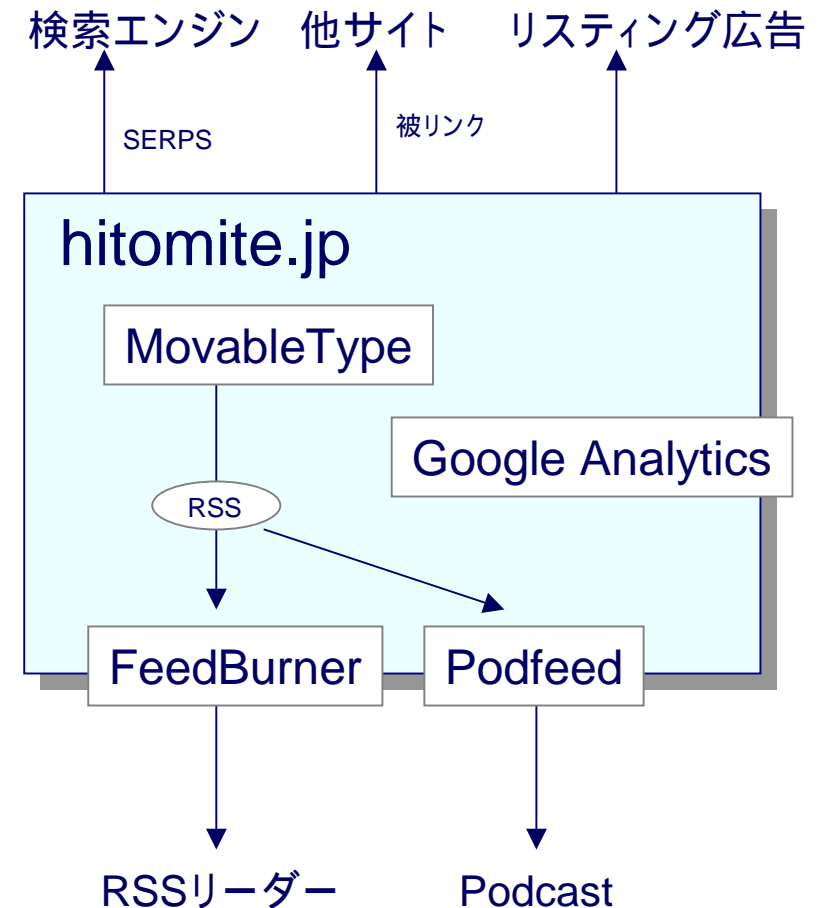 検索エンジン 他サイト リスティング広告
SERPS
被リンク
hitomite.jp
MovableType
Google Analytics
RSS
FeedBurner Podfeed
RSSリーダー Podcast